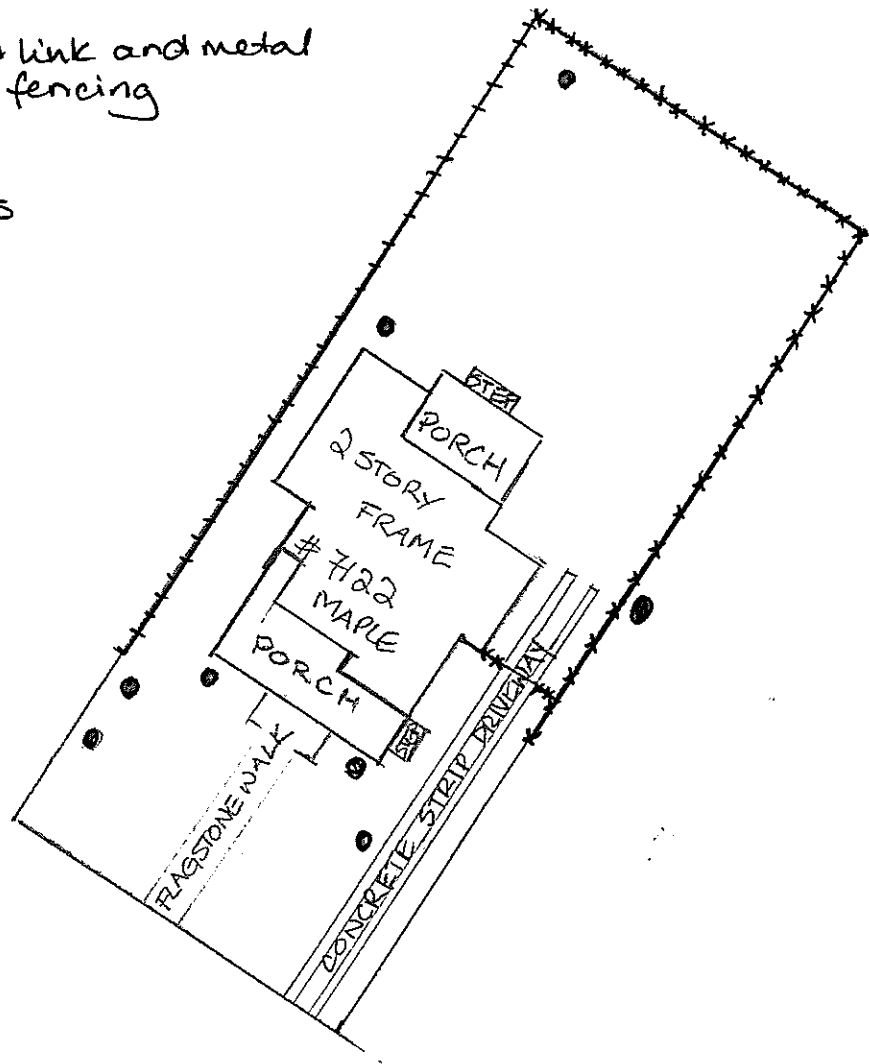 link and metal
fencing
STEP
PORCH
2 STORY
FRAME
# 7122
MAPLE
PORCH
STEP
FLAGSTONE WALK
CONCRETE STRIP DRIVEWAY